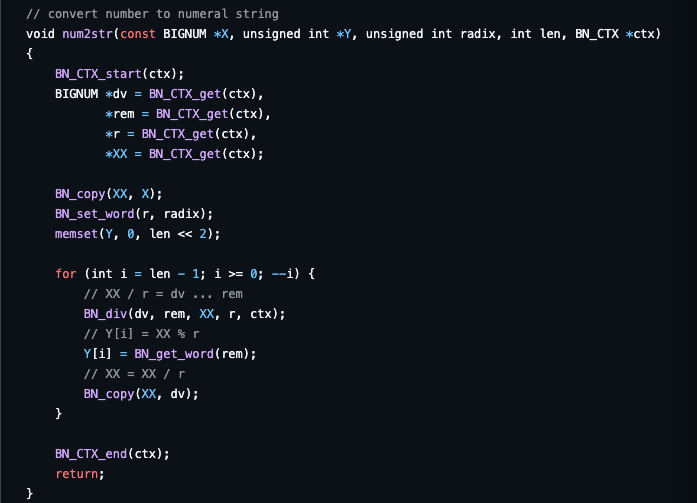 // convert number to numeral string
void num2str(const BIGNUM *X, unsigned int *Y, unsigned int radix, int len, BN_CTX *ctx)
{
    BN_CTX_start(ctx);
    BIGNUM *dv = BN_CTX_get(ctx),
           *rem = BN_CTX_get(ctx),
           *r = BN_CTX_get(ctx),
           *XX = BN_CTX_get(ctx);

    BN_copy(XX, X);
    BN_set_word(r, radix);
    memset(Y, 0, len << 2);

    for (int i = len - 1; i >= 0; --i) {
        // XX / r = dv ... rem
        BN_div(dv, rem, XX, r, ctx);
        // Y[i] = XX % r
        Y[i] = BN_get_word(rem);
        // XX = XX / r
        BN_copy(XX, dv);
    }

    BN_CTX_end(ctx);
    return;
}